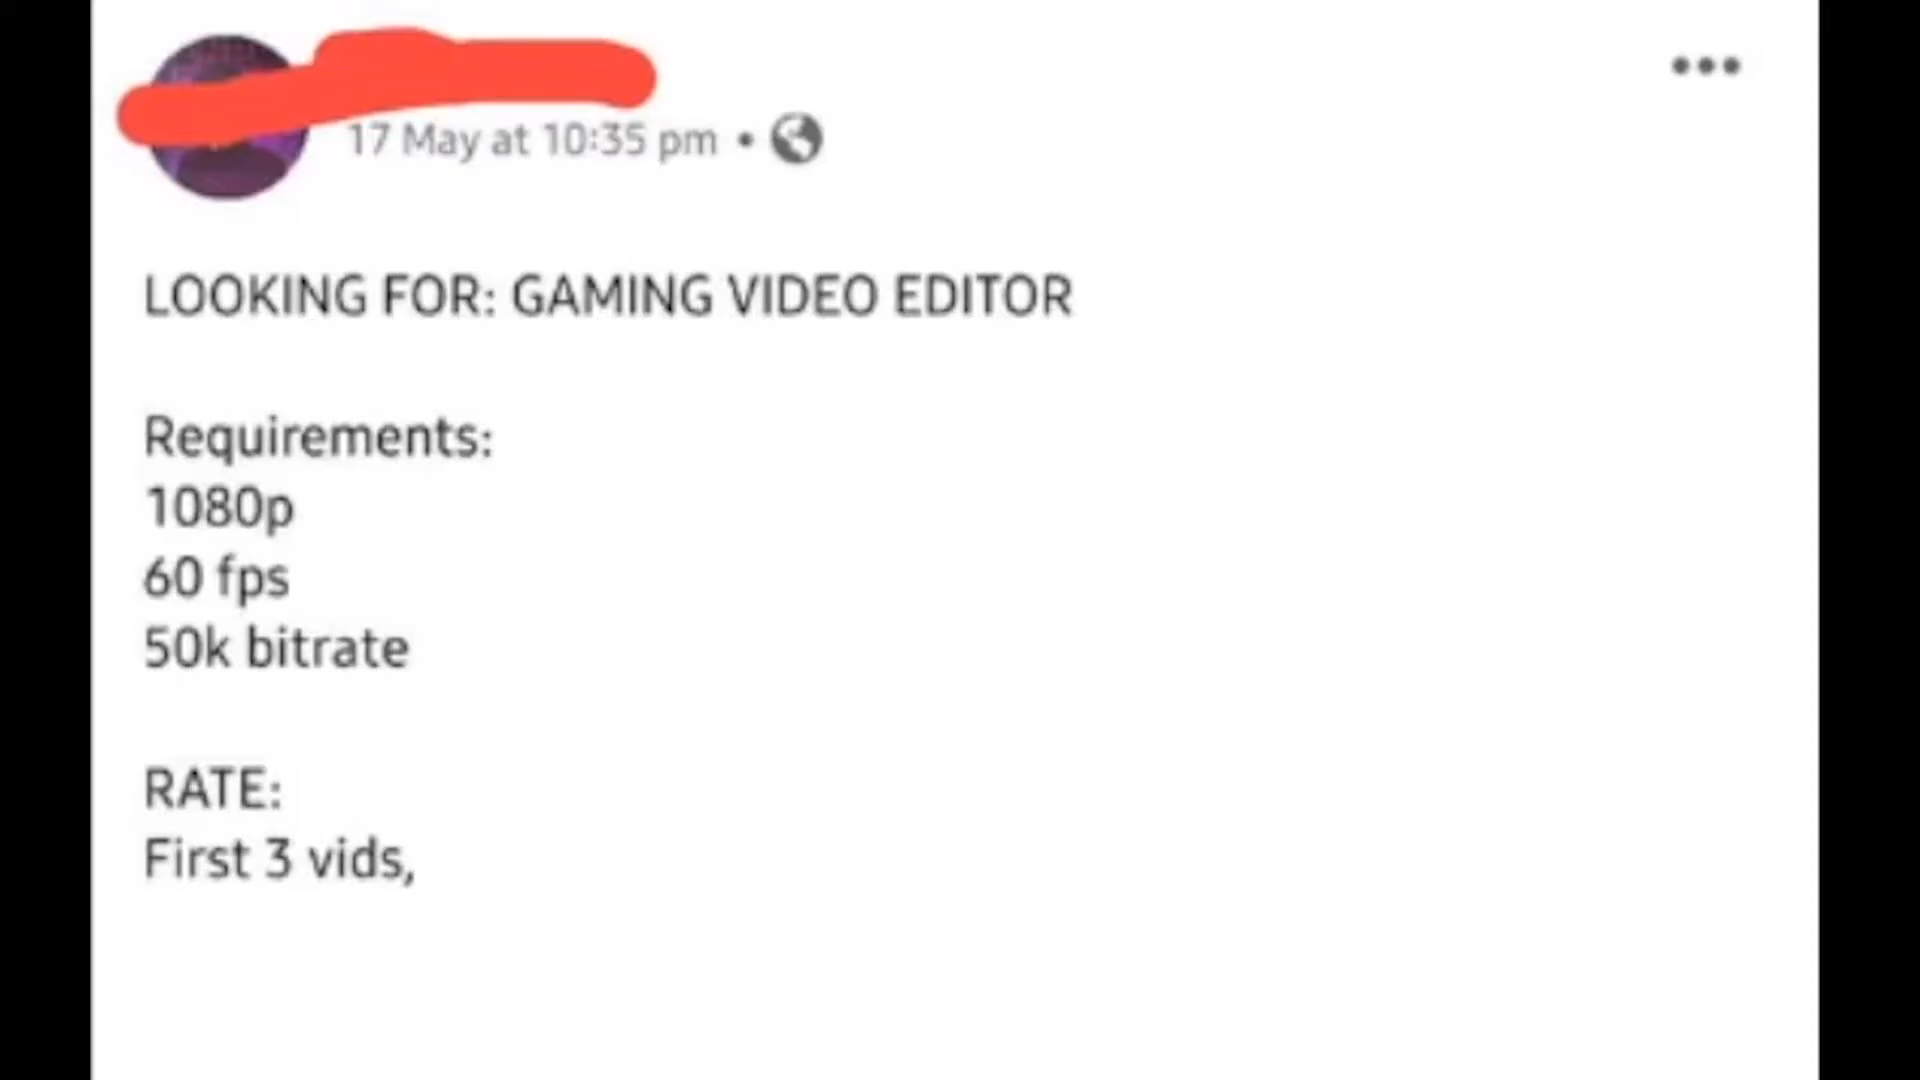 17 May at 10:35 pm •
LOOKING FOR: GAMING VIDEO EDITOR
Requirements:
1080p
60 fps
50k bitrate
RATE:
First 3 vids,